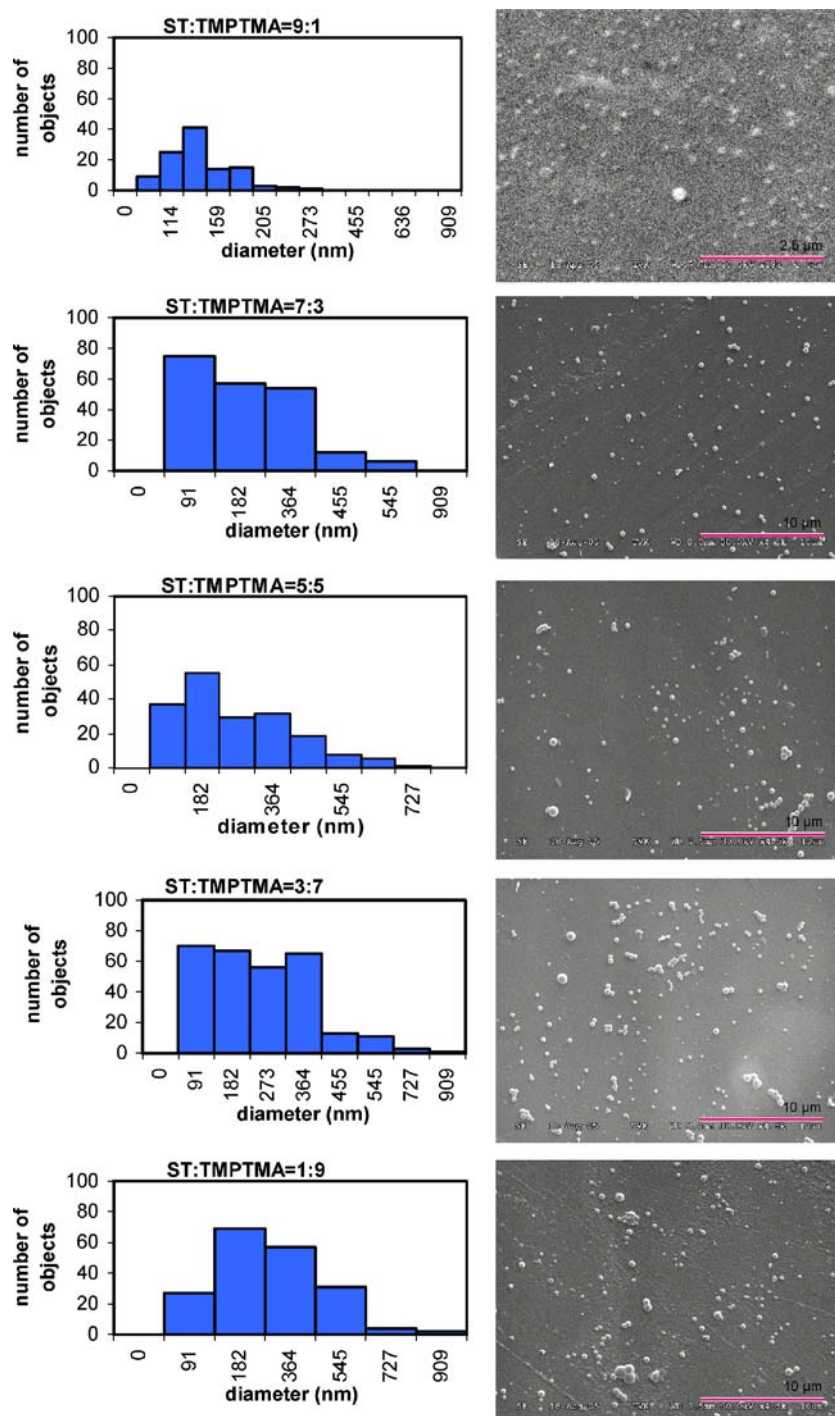 ST:TMPTMA=9:1
number of
objects
100
80
60
40
20
0
0
114
159
205
273
455
636
909
diameter (nm)
2.5 µm
ST:TMPTMA=7:3
number of
objects
100
80
60
40
20
0
0
91
182
364
455
545
909
diameter (nm)
10 µm
ST:TMPTMA=5:5
number of
objects
100
80
60
40
20
0
0
182
364
545
727
diameter (nm)
10 µm
ST:TMPTMA=3:7
number of
objects
100
80
60
40
20
0
0
91
182
273
364
455
545
727
909
diameter (nm)
10 µm
ST:TMPTMA=1:9
number of
objects
100
80
60
40
20
0
0
91
182
364
545
727
909
diameter (nm)
10 µm